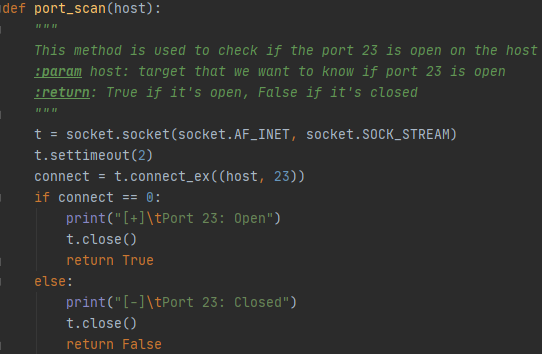 def port_scan(host):
    """
    This method is used to check if the port 23 is open on the host
    :param host: target that we want to know if port 23 is open
    :return: True if it's open, False if it's closed
    """
    t = socket.socket(socket.AF_INET, socket.SOCK_STREAM)
    t.settimeout(2)
    connect = t.connect_ex((host, 23))
    if connect == 0:
        print("[+]\tPort 23: Open")
        t.close()
        return True
    else:
        print("[-]\tPort 23: Closed")
        t.close()
        return False